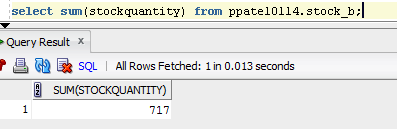 select sum(stockquantity) from ppatel0114.stock_b;
Query Result x
SQL | All Rows Fetched: 1 in 0.013 seconds
SUM(STOCKQUANTITY)
1 717